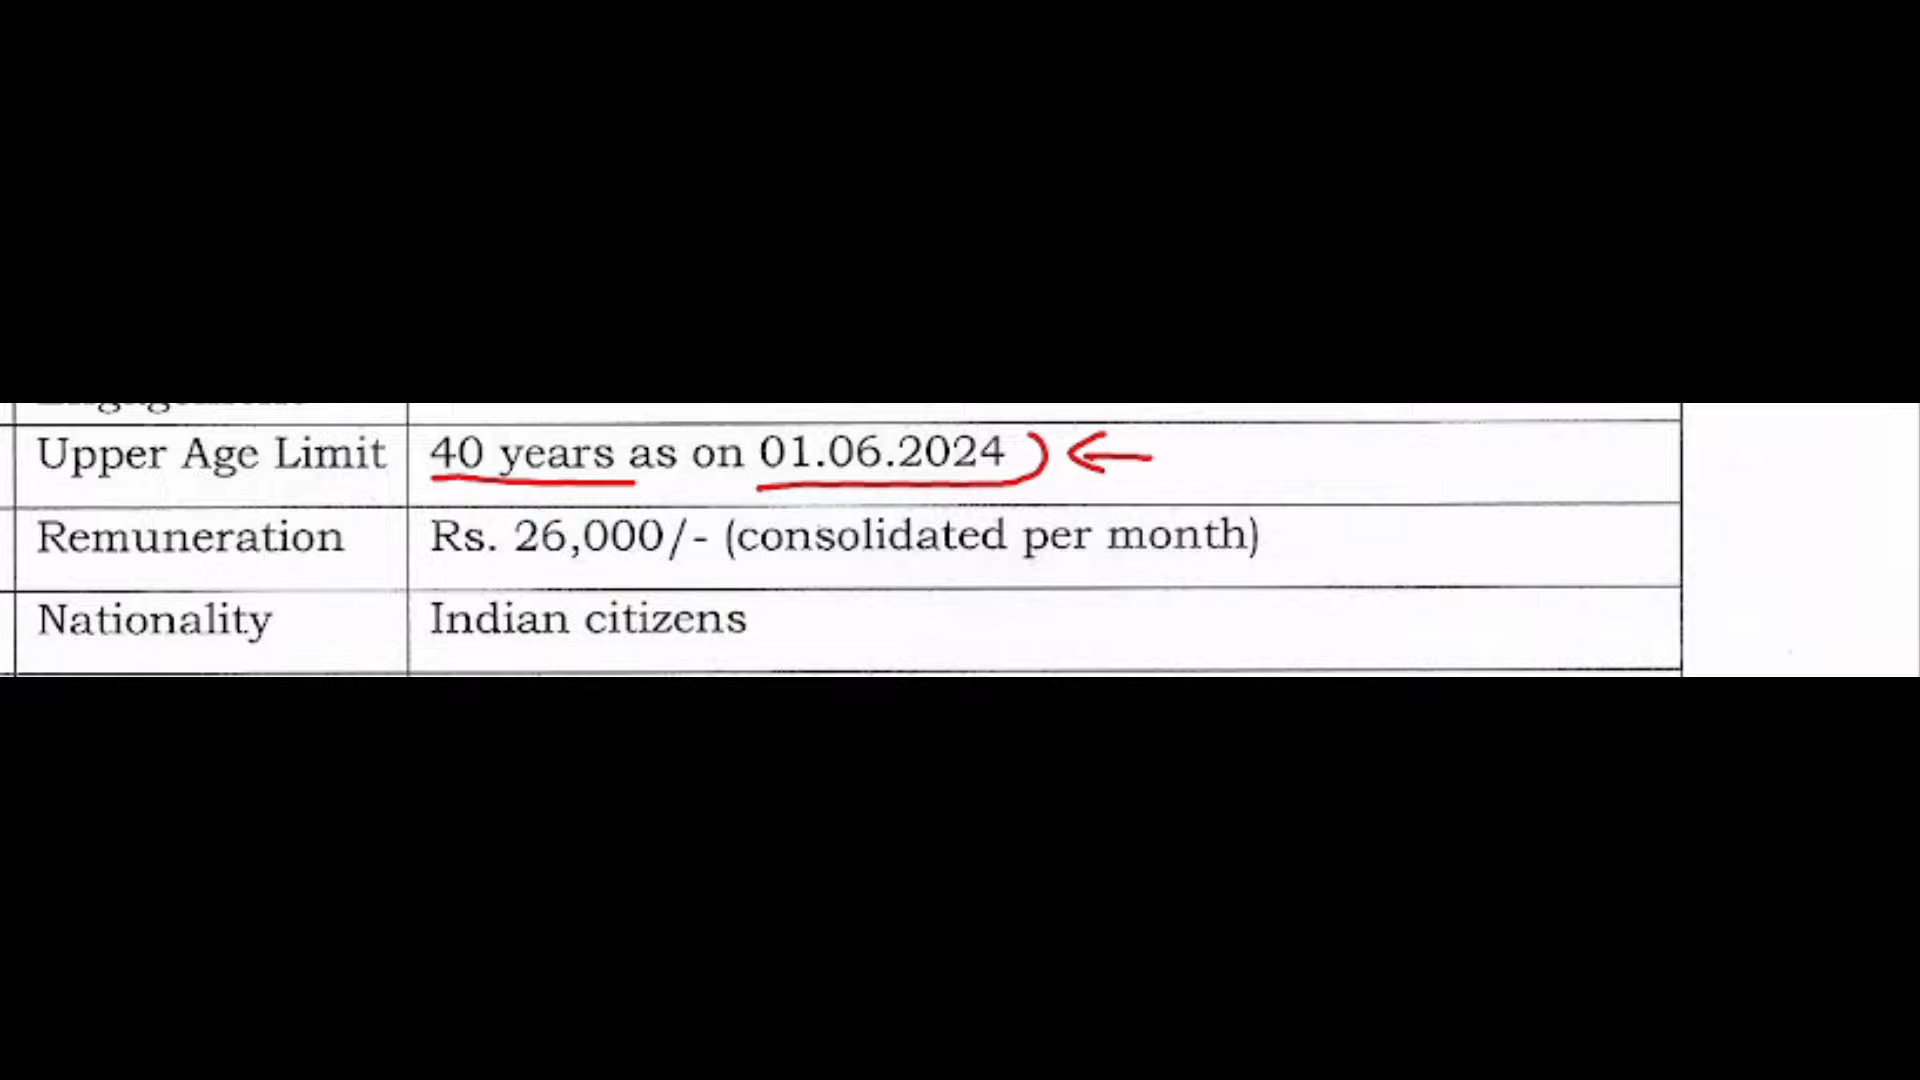 Upper Age Limit 40 years as on 01.06.2024
Remuneration Rs. 26,000/- (consolidated per month)
Nationality Indian citizens